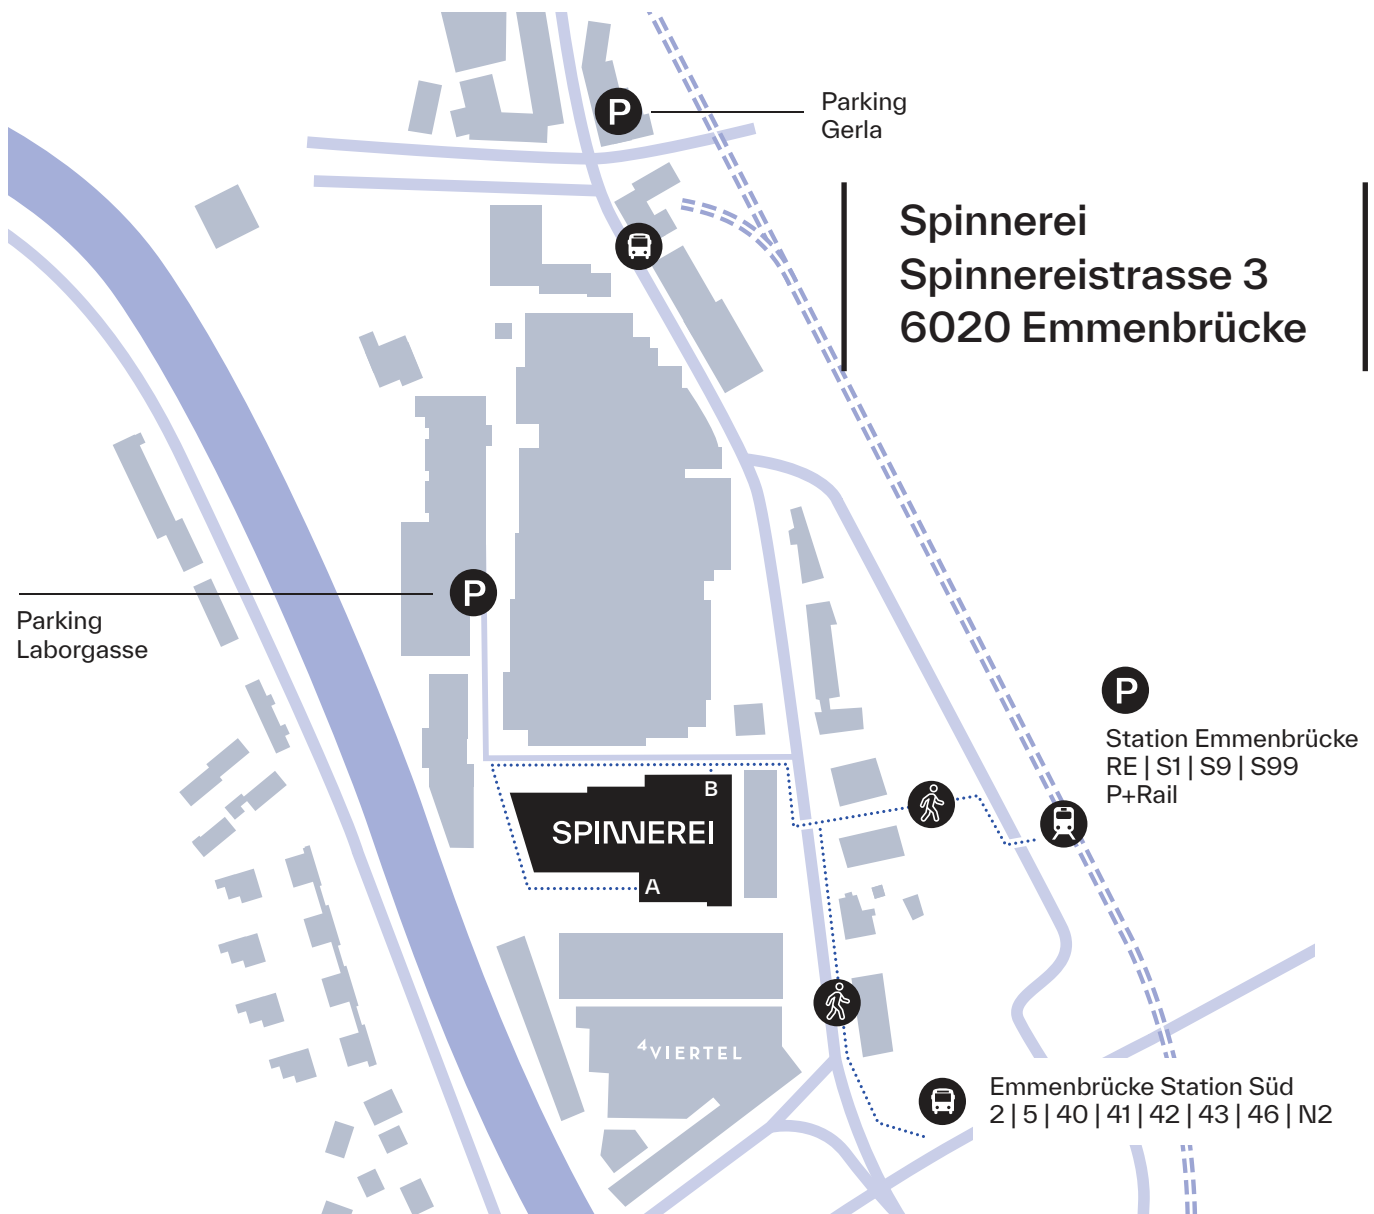 P
Parking
Gerla
Spinnerei
Spinnereistrasse 3
6020 Emmenbrücke
P
Parking
Laborgasse
P
Station Emmenbrücke
RE | S1 | S9 | S99
P+Rail
B
SPINNEREI
A
4VIERTEL
Emmenbrücke Station Süd
2 | 5 | 40 | 41 | 42 | 43 | 46 | N2